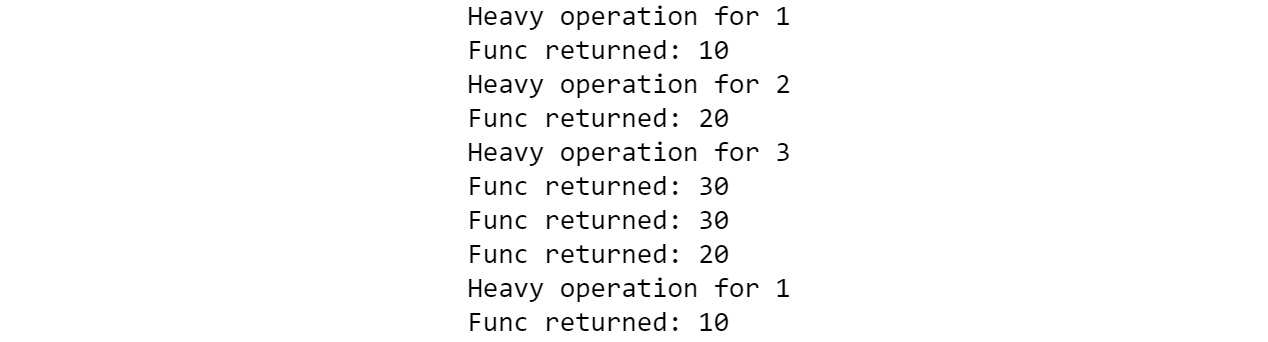 Heavy operation for 1
Func returned: 10
Heavy operation for 2
Func returned: 20
Heavy operation for 3
Func returned: 30
Func returned: 30
Func returned: 20
Heavy operation for 1
Func returned: 10